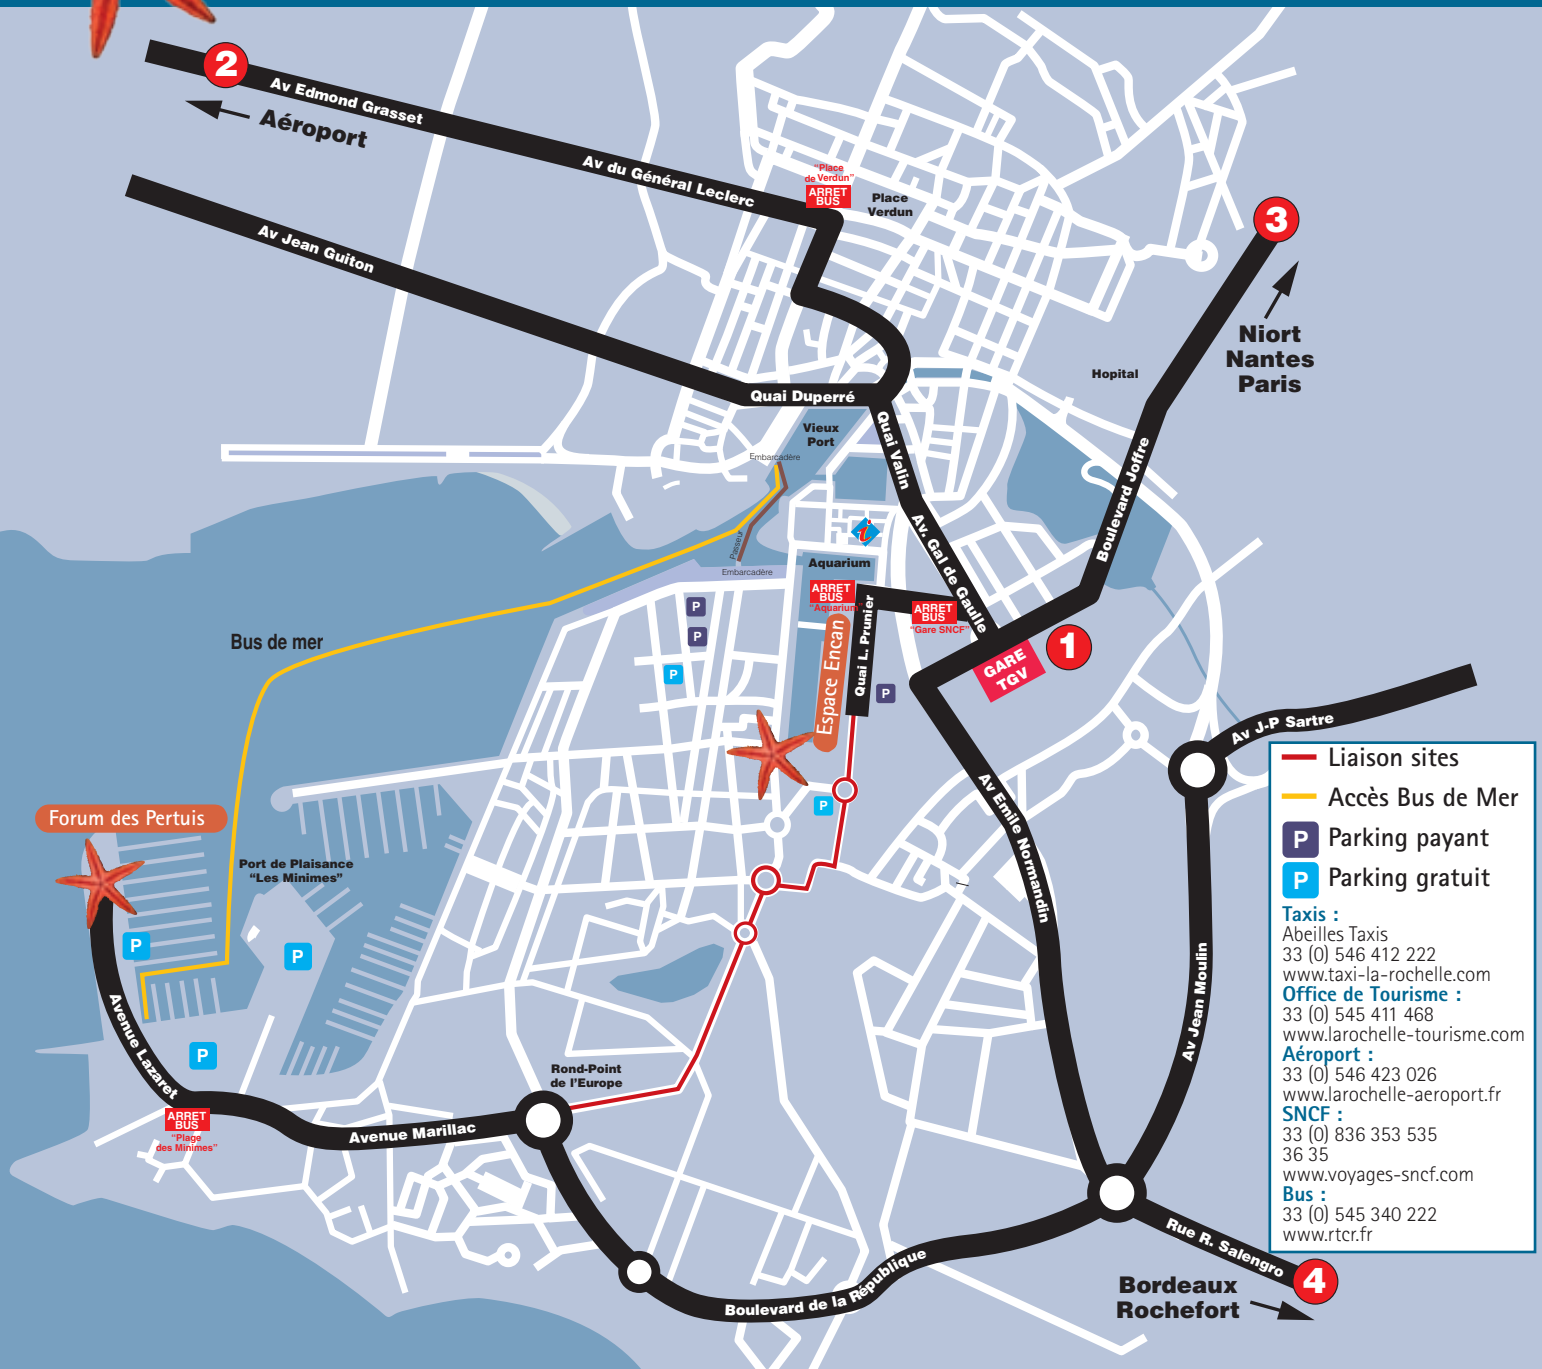 2
Av Edmond Grasset
Aéroport
Av du Général Leclerc
"Place
de Verdun"
ARRET
BUS
Place
Verdun
3
Av Jean Guiton
Niort
Nantes
Paris
Hopital
Quai Duperré
Vieux
Port
Quai Valin
Embarcadère
Boulevard Joffre
Passeur
Embarcadère
i
Aquarium
Av. Gal de Gaulle
ARRET
BUS
"Aquarium"
ARRET
BUS
"Gare SNCF"
Quai L. Prunier
Espace Encan
P
P
P
P
GARE
TGV
1
Bus de mer
Av J-P Sartre
Av Emile Normandin
P
Forum des Pertuis
Port de Plaisance
"Les Minimes"
P
P
P
Avenue Lazaret
Av Jean Moulin
Rond-Point
de l'Europe
ARRET
BUS
"Plage
des Minimes"
Avenue Marillac
Boulevard de la République
Rue R. Salengro
Bordeaux
Rochefort
4
Liaison sites
Accès Bus de Mer
P Parking payant
P Parking gratuit
Taxis :
Abeilles Taxis
33 (0) 546 412 222
www.taxi-la-rochelle.com
Office de Tourisme :
33 (0) 545 411 468
www.larochelle-tourisme.com
Aéroport :
33 (0) 546 423 026
www.larochelle-aeroport.fr
SNCF :
33 (0) 836 353 535
36 35
www.voyages-sncf.com
Bus :
33 (0) 545 340 222
www.rtcr.fr